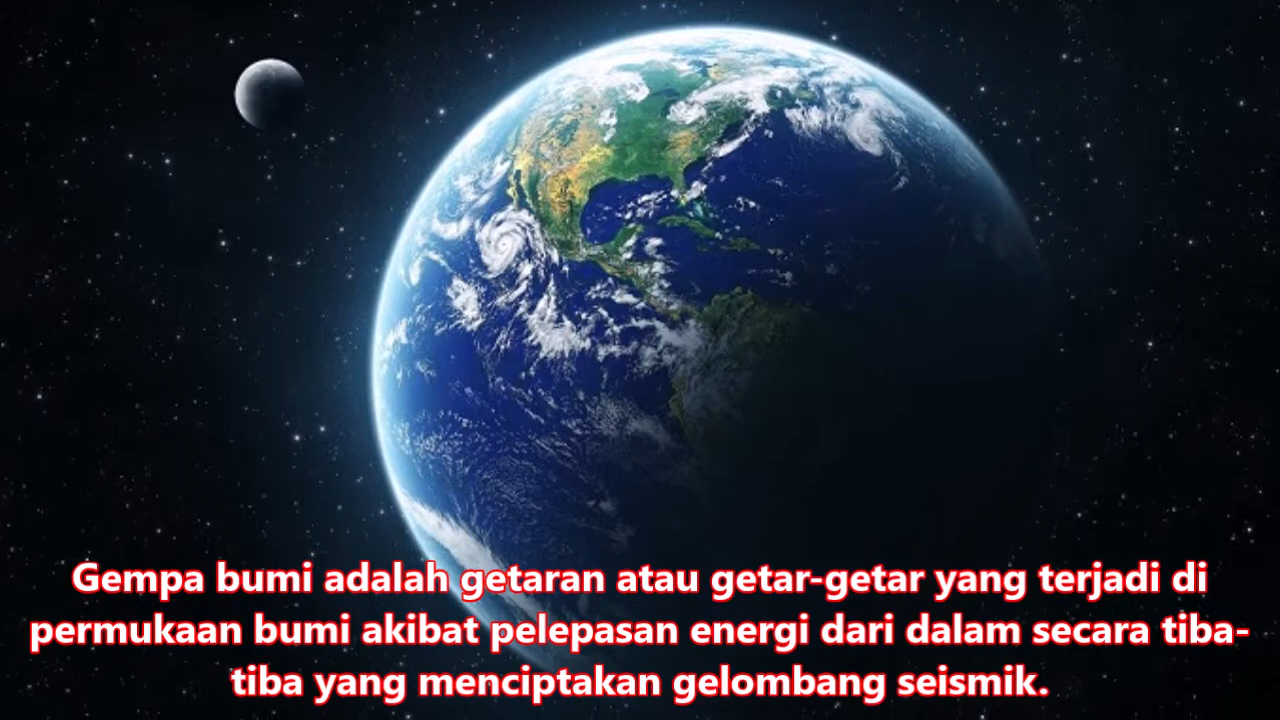 Gempa bumi adalah getaran atau getar-getar yang terjadi di
permukaan bumi akibat pelepasan energi dari dalam secara tiba-
tiba yang menciptakan gelombang seismik.